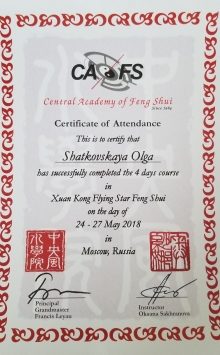 CAFS
Central Academy of Feng Shui
Since 1984
Certificate of Attendance
This is to certify that
Shatkovskaya Olga
has successfully completed the 4 days course
in
Xuan Kong Flying Star Feng Shui
on the day of
24 - 27 May 2018
in
Moscow, Russia
Principal
Grandmaster
Francis Leyau
Instructor
Oksana Sakhranova